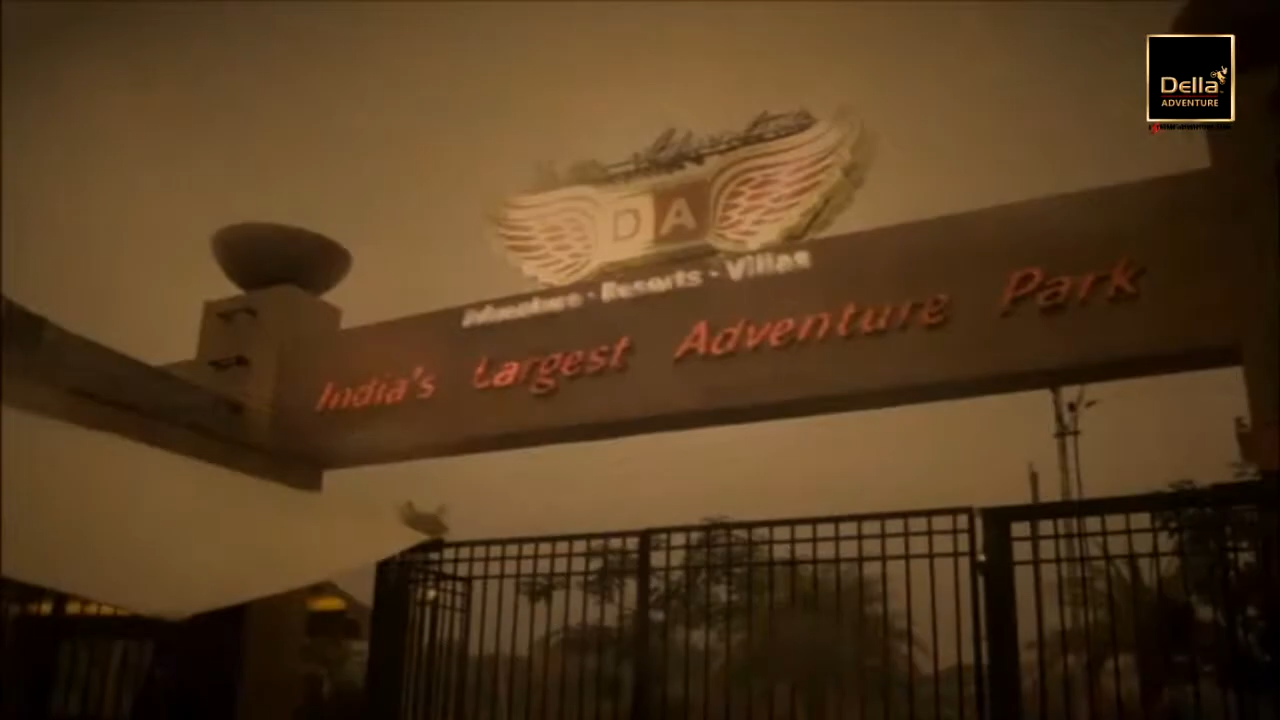 Della
ADVENTURE
DA
Adventure · Resorts · Villas
India's Largest Adventure Park